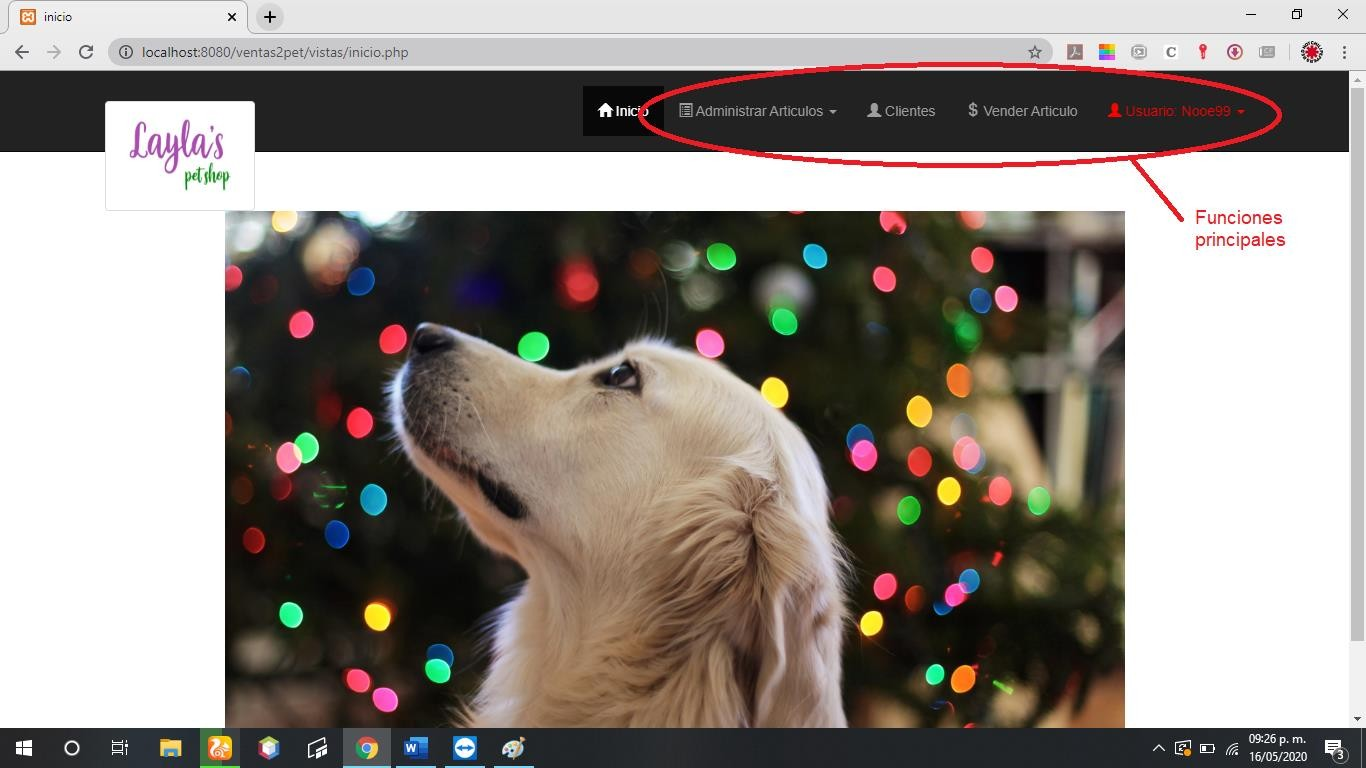 inicio
localhost:8080/ventas2pet/vistas/inicio.php
Inicio Administrar Articulos Clientes $ Vender Articulo Usuario: Nooe99
Layla's
pet shop
Funciones
principales
09:26 p. m.
16/05/2020
3